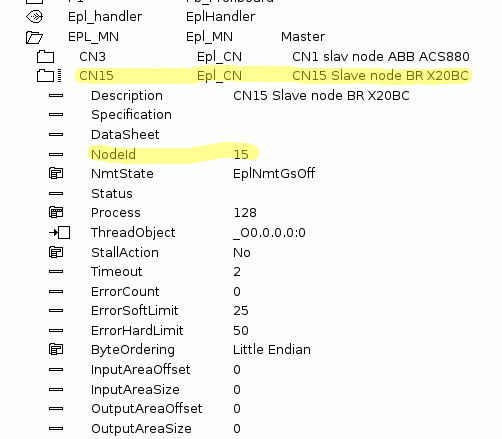 Epl_handler EplHandler
EPL_MN Epl_MN Master
CN3 Epl_CN CN1 slav node ABB ACS880
CN15 Epl_CN CN15 Slave node BR X20BC
Description CN15 Slave node BR X20BC
Specification
DataSheet
NodeId 15
NmtState EplNmtGsOff
Status
Process 128
ThreadObject _O0.0.0.0:0
StallAction No
Timeout 2
ErrorCount 0
ErrorSoftLimit 25
ErrorHardLimit 50
ByteOrdering Little Endian
InputAreaOffset 0
InputAreaSize 0
OutputAreaOffset 0
OutputAreaSize 0